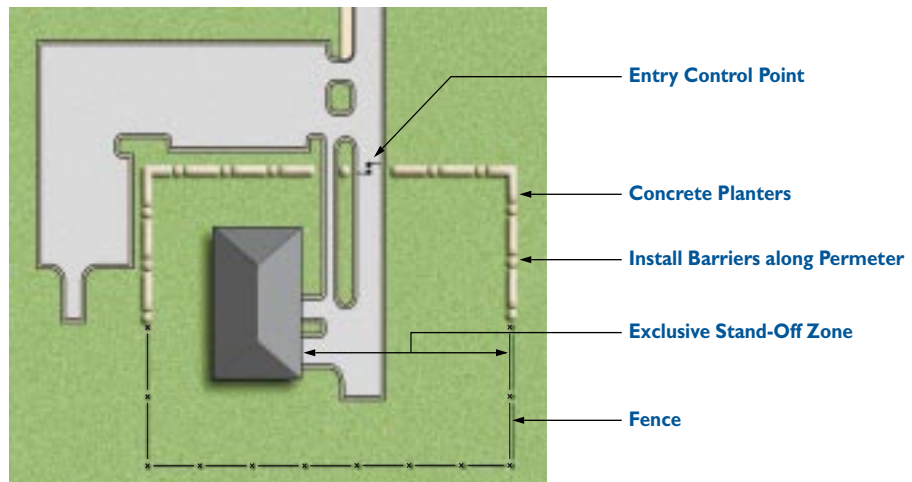 Entry Control Point
Concrete Planters
Install Barriers along Permeter
Exclusive Stand-Off Zone
Fence